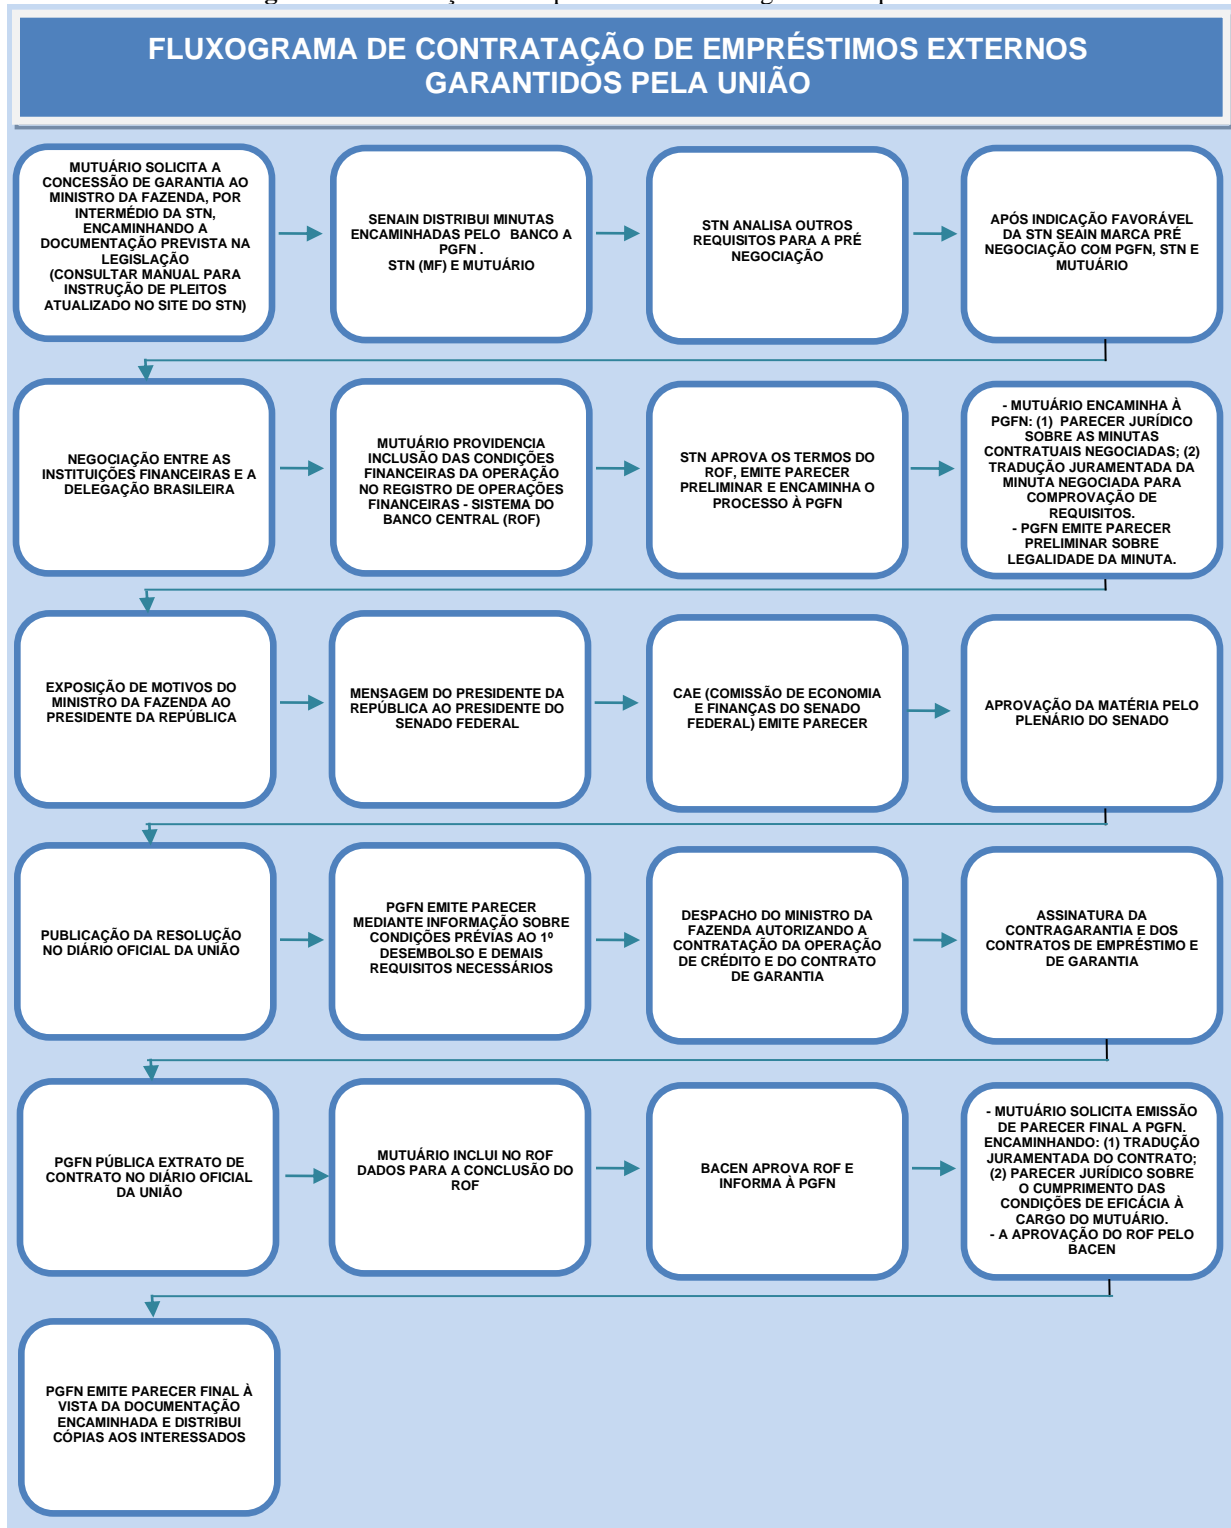 FLUXOGRAMA DE CONTRATAÇÃO DE EMPRÉSTIMOS EXTERNOS
GARANTIDOS PELA UNIÃO
MUTUÁRIO SOLICITA A
CONCESSÃO DE GARANTIA AO
MINISTRO DA FAZENDA, POR
INTERMÉDIO DA STN,
ENCAMINHANDO A
DOCUMENTAÇÃO PREVISTA NA
LEGISLAÇÃO
(CONSULTAR MANUAL PARA
INSTRUÇÃO DE PLEITOS
ATUALIZADO NO SITE DO STN)
SENAIN DISTRIBUI MINUTAS
ENCAMINHADAS PELO BANCO A
PGFN .
STN (MF) E MUTUÁRIO
STN ANALISA OUTROS
REQUISITOS PARA A PRÉ
NEGOCIAÇÃO
APÓS INDICAÇÃO FAVORÁVEL
DA STN SEAIN MARCA PRÉ
NEGOCIAÇÃO COM PGFN, STN E
MUTUÁRIO
NEGOCIAÇÃO ENTRE AS
INSTITUIÇÕES FINANCEIRAS E A
DELEGAÇÃO BRASILEIRA
MUTUÁRIO PROVIDENCIA
INCLUSÃO DAS CONDIÇÕES
FINANCEIRAS DA OPERAÇÃO
NO REGISTRO DE OPERAÇÕES
FINANCEIRAS - SISTEMA DO
BANCO CENTRAL (ROF)
STN APROVA OS TERMOS DO
ROF, EMITE PARECER
PRELIMINAR E ENCAMINHA O
PROCESSO À PGFN
- MUTUÁRIO ENCAMINHA À
PGFN: (1) PARECER JURÍDICO
SOBRE AS MINUTAS
CONTRATUAIS NEGOCIADAS; (2)
TRADUÇÃO JURAMENTADA DA
MINUTA NEGOCIADA PARA
COMPROVAÇÃO DE
REQUISITOS.
- PGFN EMITE PARECER
PRELIMINAR SOBRE
LEGALIDADE DA MINUTA.
EXPOSIÇÃO DE MOTIVOS DO
MINISTRO DA FAZENDA AO
PRESIDENTE DA REPÚBLICA
MENSAGEM DO PRESIDENTE DA
REPÚBLICA AO PRESIDENTE DO
SENADO FEDERAL
CAE (COMISSÃO DE ECONOMIA
E FINANÇAS DO SENADO
FEDERAL) EMITE PARECER
APROVAÇÃO DA MATÉRIA PELO
PLENÁRIO DO SENADO
PUBLICAÇÃO DA RESOLUÇÃO
NO DIÁRIO OFICIAL DA UNIÃO
PGFN EMITE PARECER
MEDIANTE INFORMAÇÃO SOBRE
CONDIÇÕES PRÉVIAS AO 1º
DESEMBOLSO E DEMAIS
REQUISITOS NECESSÁRIOS
DESPACHO DO MINISTRO DA
FAZENDA AUTORIZANDO A
CONTRATAÇÃO DA OPERAÇÃO
DE CRÉDITO E DO CONTRATO
DE GARANTIA
ASSINATURA DA
CONTRAGARANTIA E DOS
CONTRATOS DE EMPRÉSTIMO E
DE GARANTIA
PGFN PÚBLICA EXTRATO DE
CONTRATO NO DIÁRIO OFICIAL
DA UNIÃO
MUTUÁRIO INCLUI NO ROF
DADOS PARA A CONCLUSÃO DO
ROF
BACEN APROVA ROF E
INFORMA À PGFN
- MUTUÁRIO SOLICITA EMISSÃO
DE PARECER FINAL A PGFN.
ENCAMINHANDO: (1) TRADUÇÃO
JURAMENTADA DO CONTRATO;
(2) PARECER JURÍDICO SOBRE
O CUMPRIMENTO DAS
CONDIÇÕES DE EFICÁCIA À
CARGO DO MUTUÁRIO.
- A APROVAÇÃO DO ROF PELO
BACEN
PGFN EMITE PARECER FINAL À
VISTA DA DOCUMENTAÇÃO
ENCAMINHADA E DISTRIBUI
CÓPIAS AOS INTERESSADOS